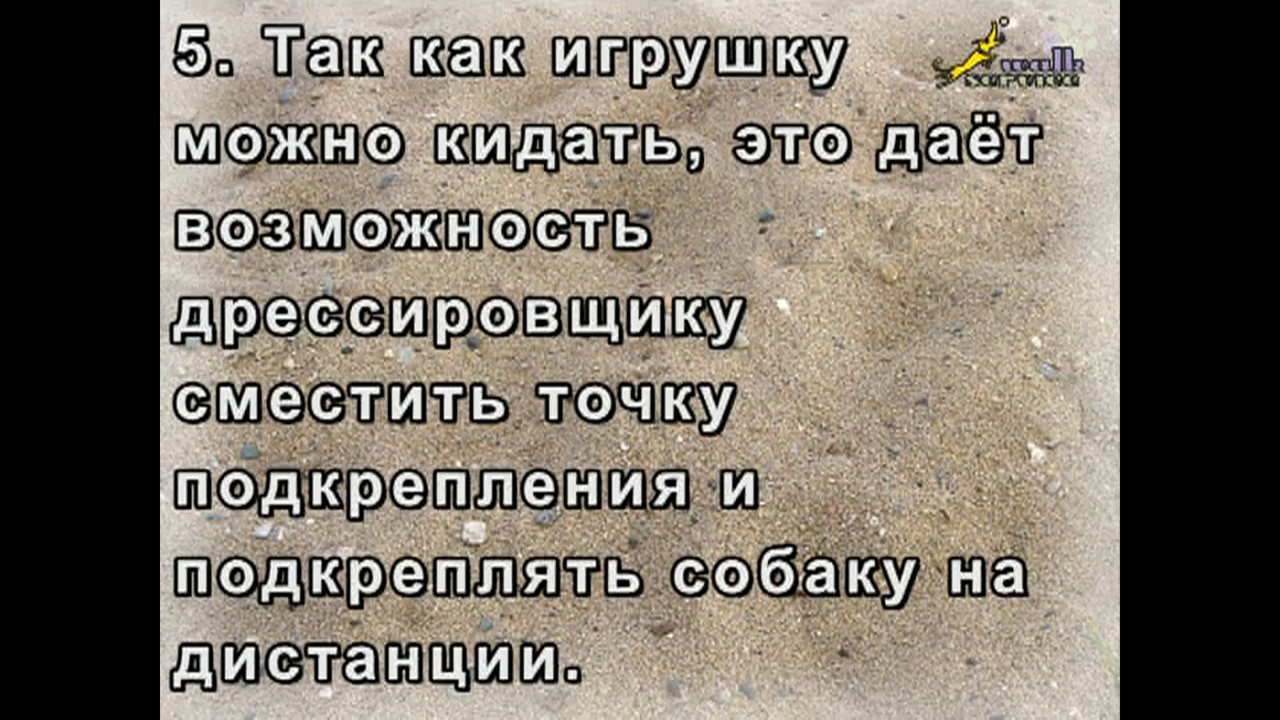 5. Так как игрушку
можно кидать, это даёт
возможность
дрессировщику
сместить точку
подкрепления и
подкреплять собаку на
дистанции.